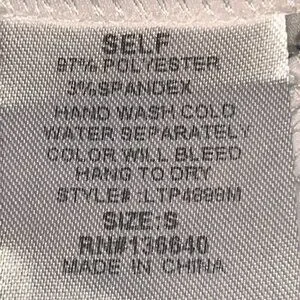 SELF
97% POLYESTER
3%SPANDEX
HAND WASH COLD
WATER SEPARATELY
COLOR WILL BLEED
HANG TO DRY
STYLE#:LTP4699M
SIZE:S
RN#136640
MADE IN CHINA